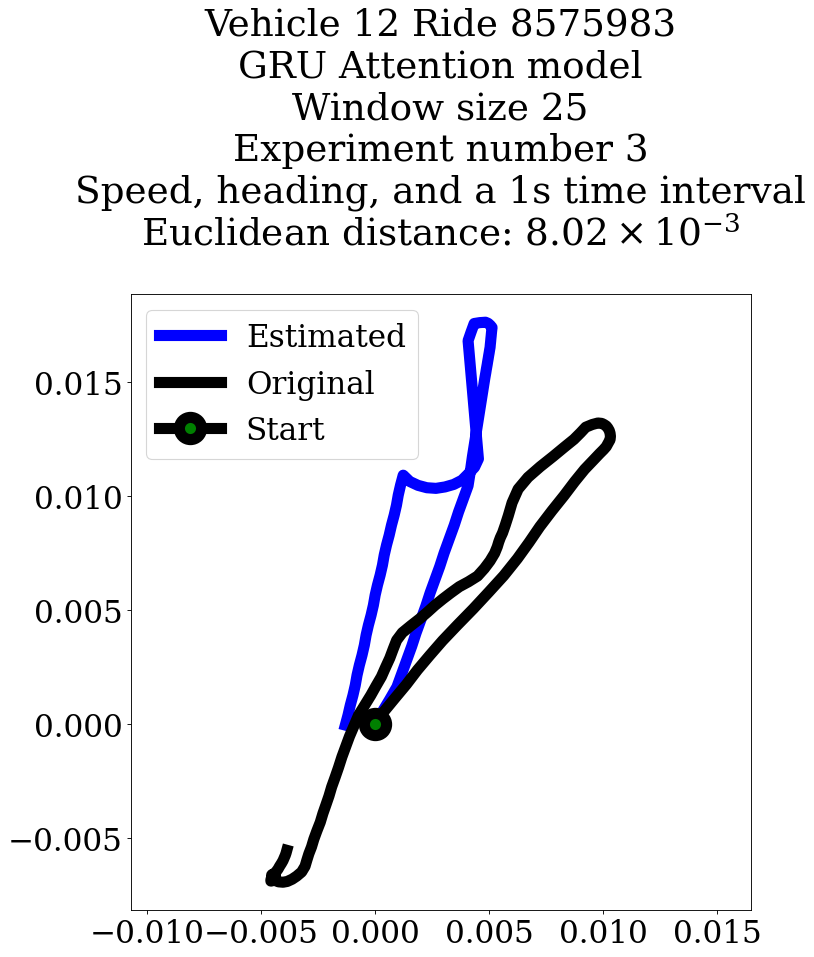 Vehicle 12 Ride 8575983
GRU Attention model
Window size 25
Experiment number 3
Speed, heading, and a 1s time interval
Euclidean distance: 8.02 × 10⁻³
Estimated
Original
Start
0.015
0.010
0.005
0.000
−0.005
−0.010 −0.005 0.000 0.005 0.010 0.015